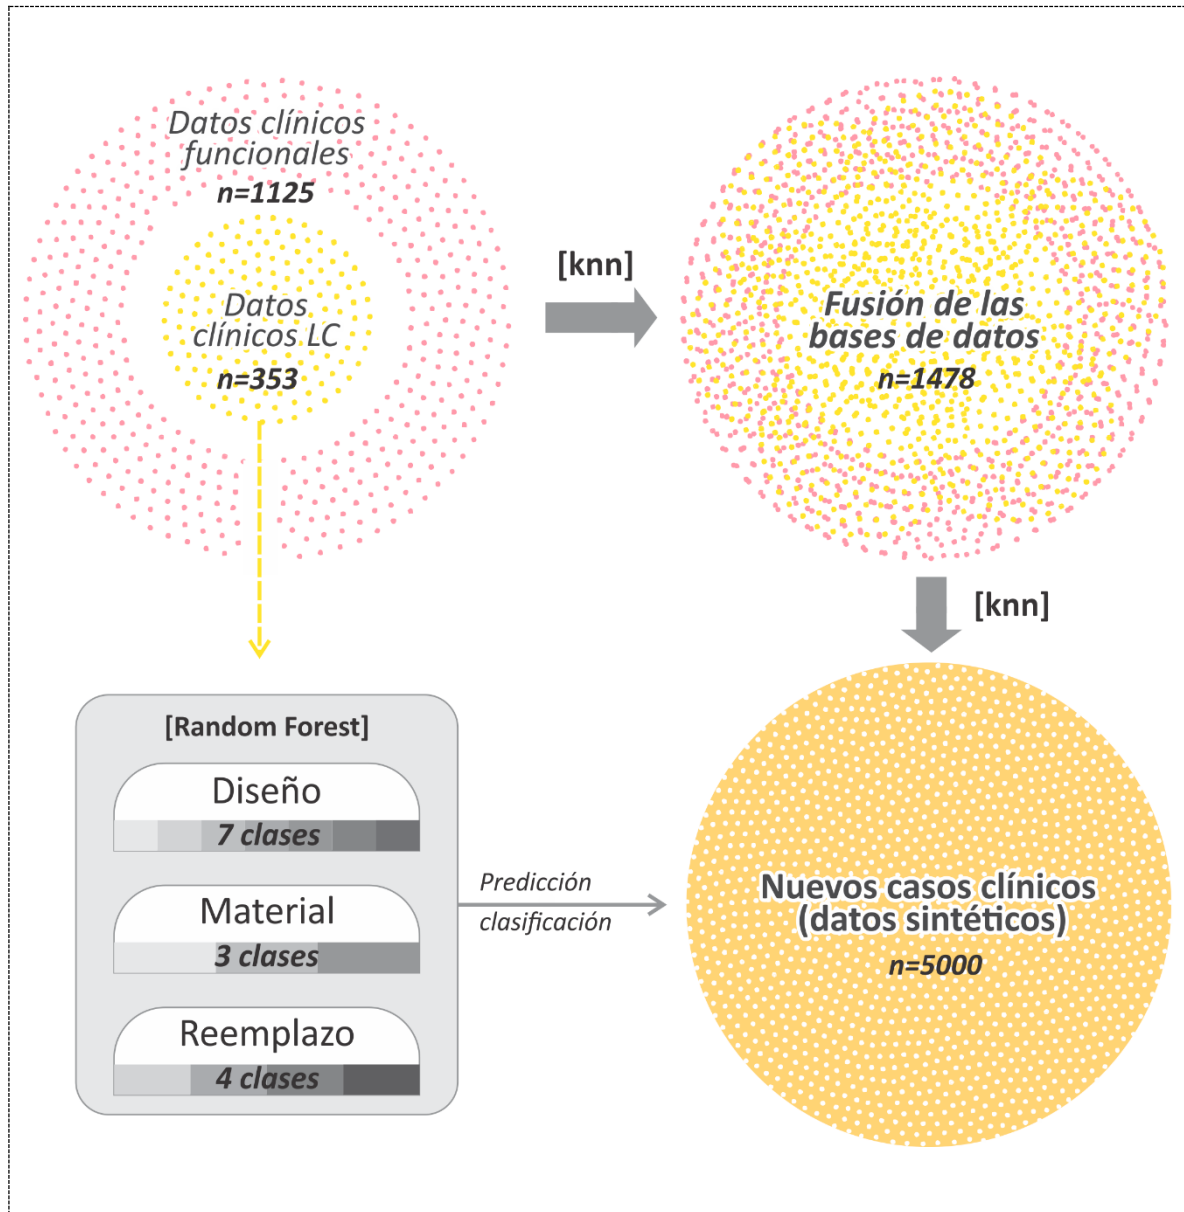 Datos clínicos
funcionales
n=1125
Datos
clínicos LC
n=353
[knn]
Fusión de las
bases de datos
n=1478
[knn]
[Random Forest]
Diseño
7 clases
Material
3 clases
Reemplazo
4 clases
Predicción
clasificación
Nuevos casos clínicos
(datos sintéticos)
n=5000